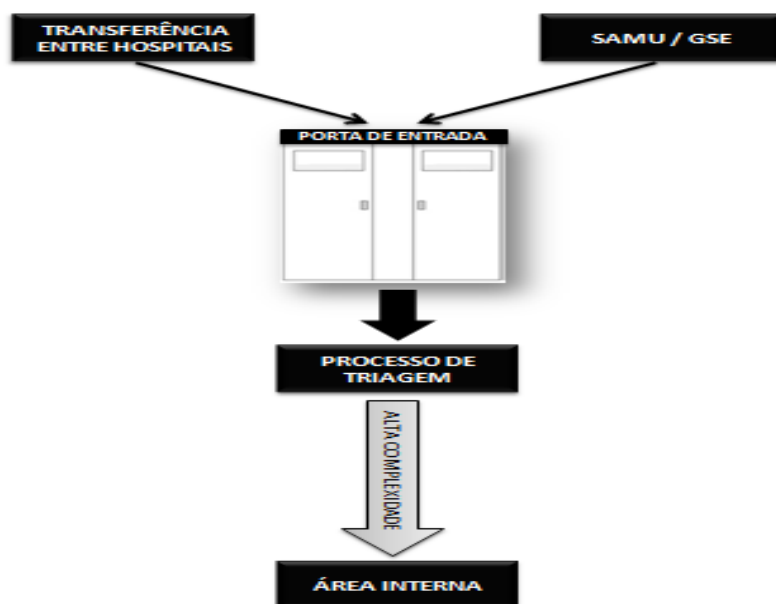 TRANSFERÊNCIA
ENTRE HOSPITAIS
SAMU / GSE
PORTA DE ENTRADA
PROCESSO DE
TRIAGEM
ALTA COMPLEXIDADE
ÁREA INTERNA